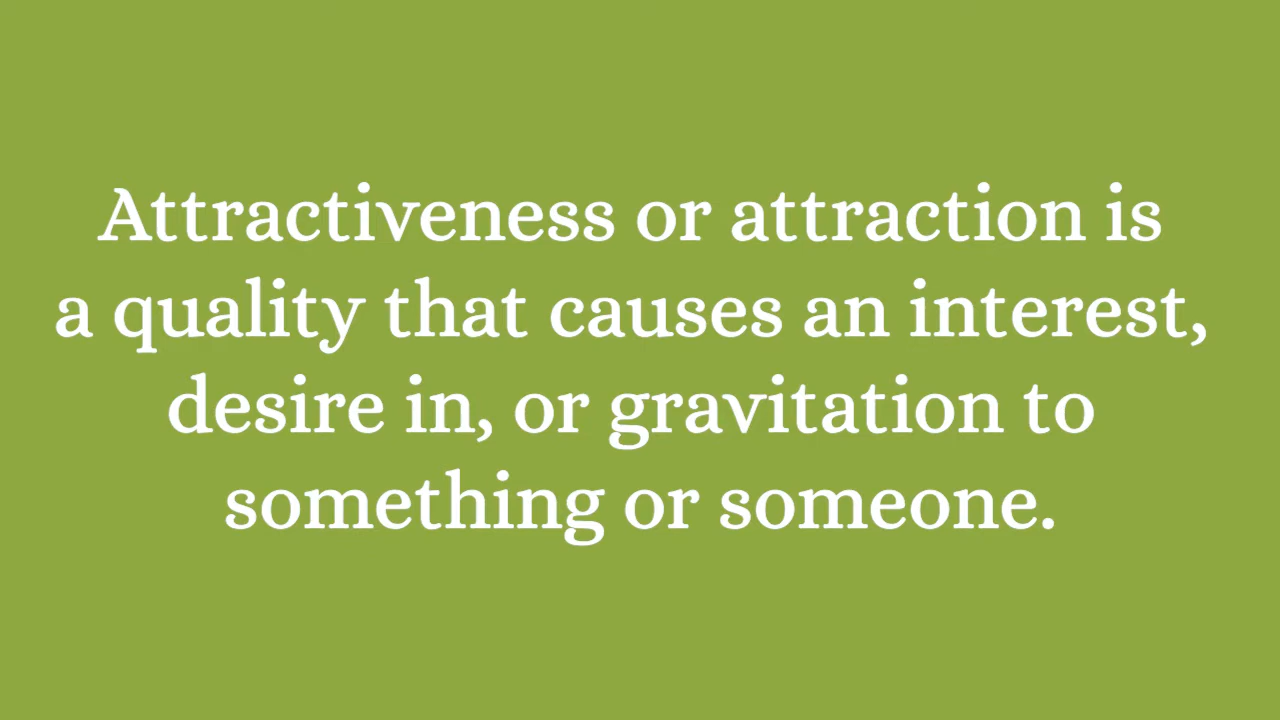 Attractiveness or attraction is
a quality that causes an interest,
desire in, or gravitation to
something or someone.